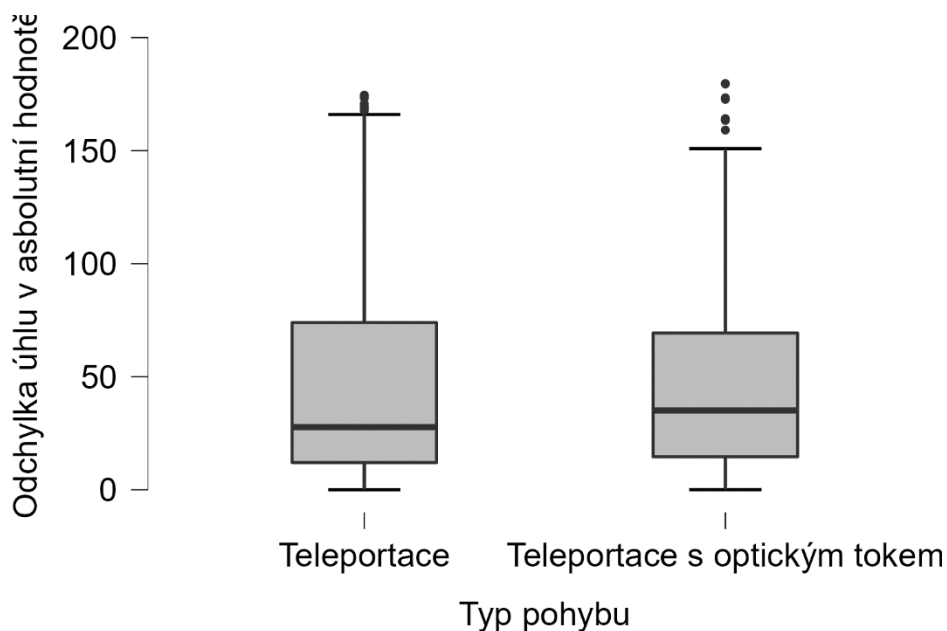 Odchylka úhlu v asbolutní hodnotě
200
150
100
50
0
Teleportace
Teleportace s optickým tokem
Typ pohybu